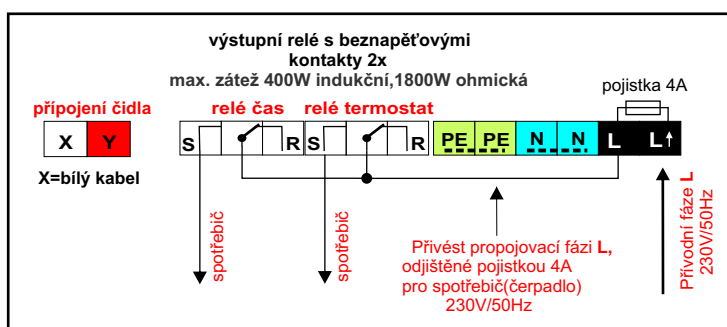 výstupní relé s beznapěťovými
kontakty 2x
max. zátež 400W indukční,1800W ohmická
pojistka 4A
přípojení čidla
relé čas
relé termostat
X Y
S R S R PE PE N N L L↑
X=bílý kabel
spotřebič
spotřebič
Přivést propojovací fázi L,
odjištěné pojistkou 4A
pro spotřebič(čerpadlo)
230V/50Hz
Přívodní fáze L
230V/50Hz